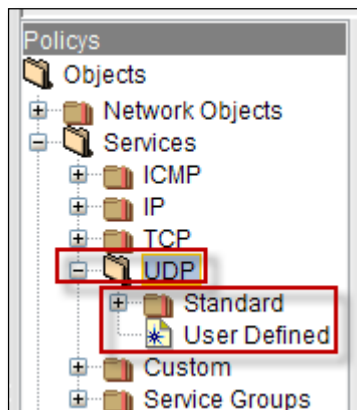 Policys
Objects
Network Objects
Services
ICMP
IP
TCP
UDP
Standard
User Defined
Custom
Service Groups